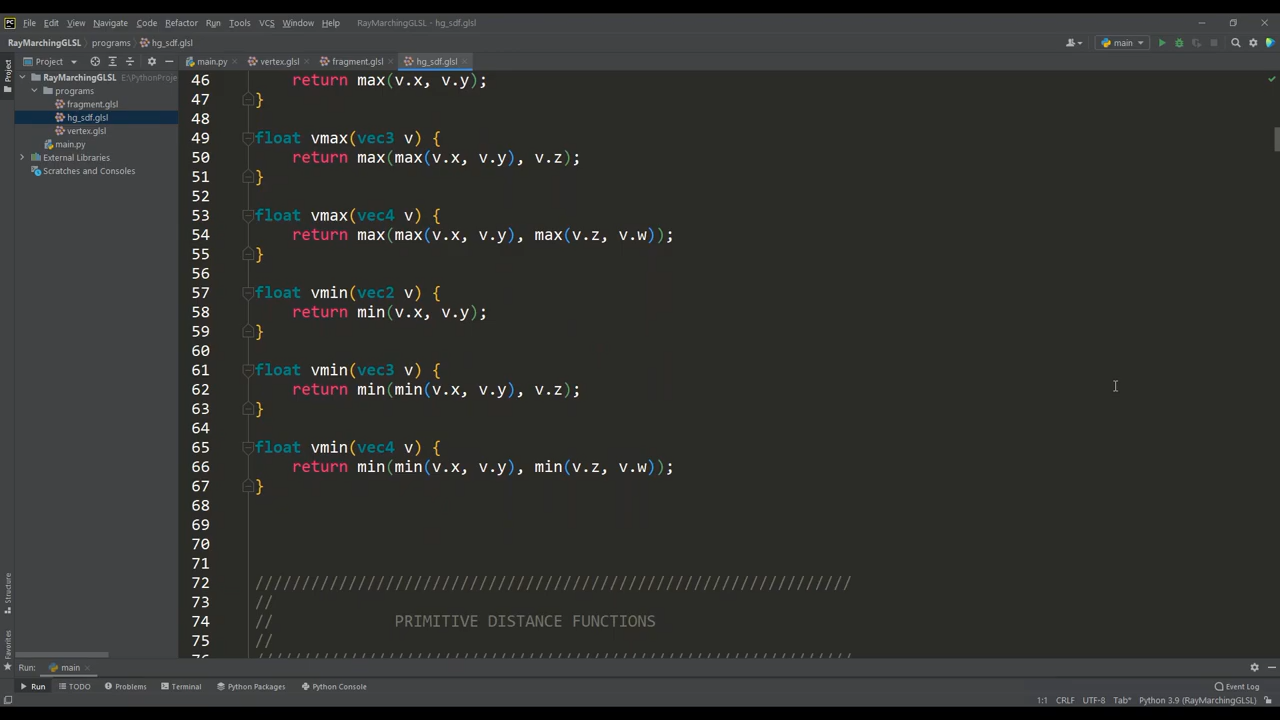 PC File Edit View Navigate Code Refactor Run Tools VCS Window Help RayMarchingGLSL - hg_sdf.glsl
RayMarchingGLSL programs hg_sdf.glsl main
Project main.py vertex.glsl fragment.glsl hg_sdf.glsl
Project
RayMarchingGLSL E:\PythonProje
programs
fragment.glsl
hg_sdf.glsl
vertex.glsl
main.py
External Libraries
Scratches and Consoles
46 return max(v.x, v.y);
47 }
48
49 float vmax(vec3 v) {
50 return max(max(v.x, v.y), v.z);
51 }
52
53 float vmax(vec4 v) {
54 return max(max(v.x, v.y), max(v.z, v.w));
55 }
56
57 float vmin(vec2 v) {
58 return min(v.x, v.y);
59 }
60
61 float vmin(vec3 v) {
62 return min(min(v.x, v.y), v.z);
63 }
64
65 float vmin(vec4 v) {
66 return min(min(v.x, v.y), min(v.z, v.w));
67 }
68
69
70
71
72 ////////////////////////////////////////////////////////////////
73 //
74 // PRIMITIVE DISTANCE FUNCTIONS
75 //
Structure
Favorites
Run: main
Run TODO Problems Terminal Python Packages Python Console Event Log
1:1 CRLF UTF-8 Tab* Python 3.9 (RayMarchingGLSL)